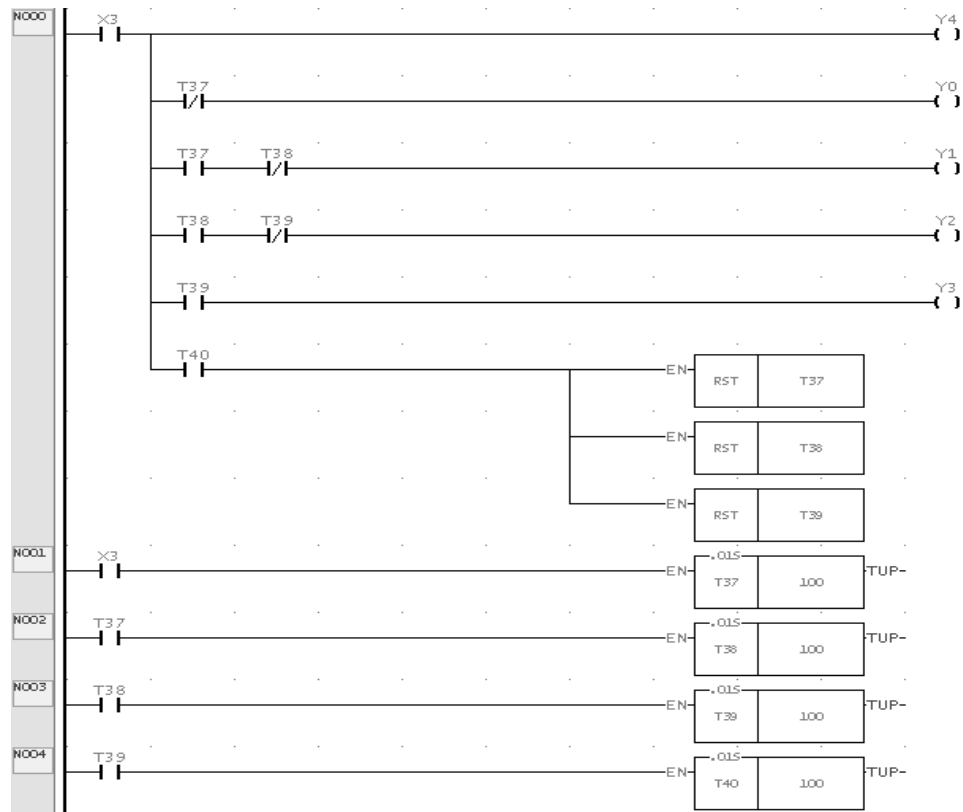 N000
X3
Y4
T37
Y0
T37 T38
Y1
T38 T39
Y2
T39
Y3
T40
EN
RST T37
EN
RST T38
EN
RST T39
N001
X3
EN
.01S
T37 100
TUP
N002
T37
EN
.01S
T38 100
TUP
N003
T38
EN
.01S
T39 100
TUP
N004
T39
EN
.01S
T40 100
TUP